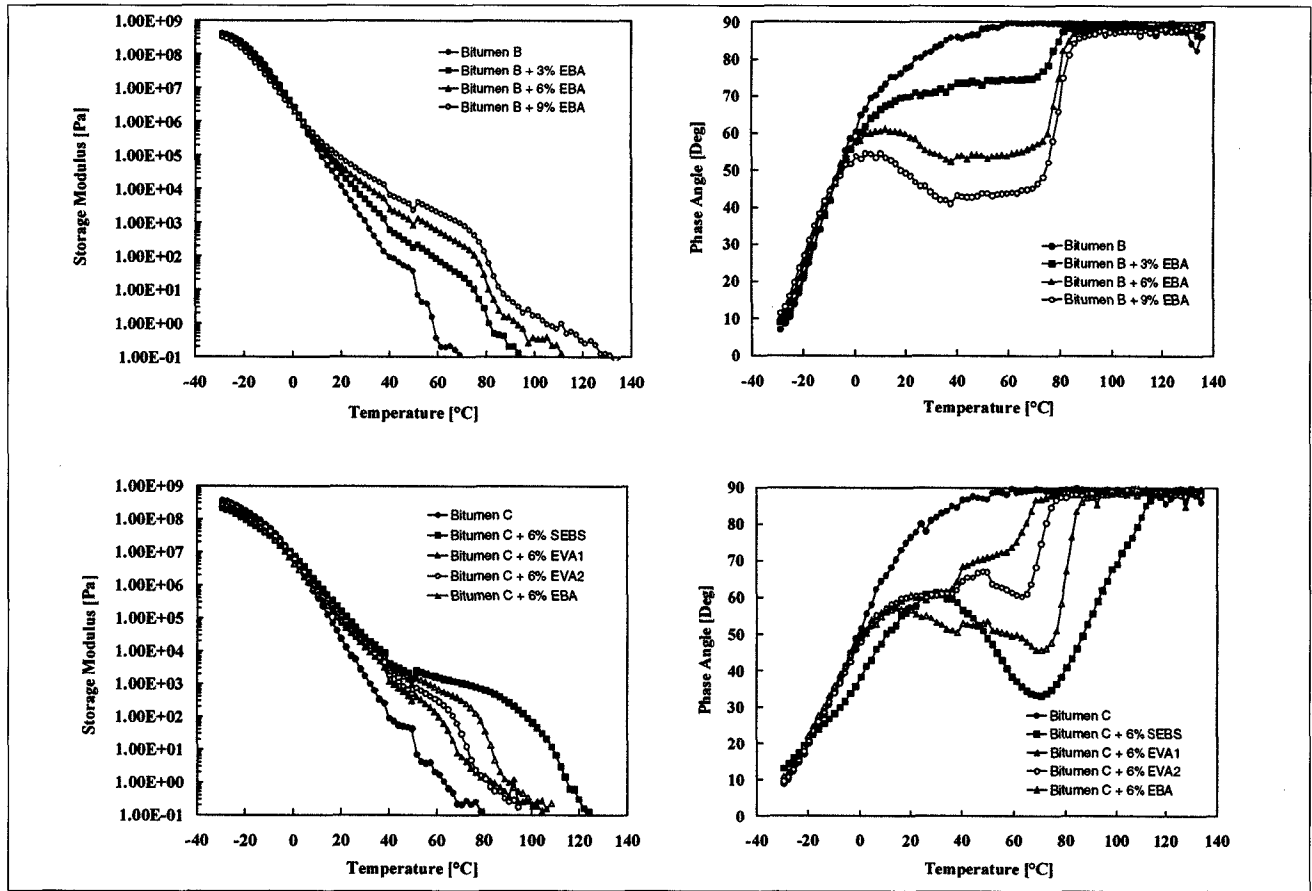 1.00E+09
1.00E+08
1.00E+07
1.00E+06
1.00E+05
1.00E+04
1.00E+03
1.00E+02
1.00E+01
1.00E+00
1.00E-01
Storage Modulus [Pa]
Bitumen B
Bitumen B + 3% EBA
Bitumen B + 6% EBA
Bitumen B + 9% EBA
-40 -20 0 20 40 60 80 100 120 140
Temperature [°C]
90
80
70
60
50
40
30
20
10
0
Phase Angle [Deg]
Bitumen B
Bitumen B + 3% EBA
Bitumen B + 6% EBA
Bitumen B + 9% EBA
-40 -20 0 20 40 60 80 100 120 140
Temperature [°C]
1.00E+09
1.00E+08
1.00E+07
1.00E+06
1.00E+05
1.00E+04
1.00E+03
1.00E+02
1.00E+01
1.00E+00
1.00E-01
Storage Modulus [Pa]
Bitumen C
Bitumen C + 6% SEBS
Bitumen C + 6% EVA1
Bitumen C + 6% EVA2
Bitumen C + 6% EBA
-40 -20 0 20 40 60 80 100 120 140
Temperature [°C]
90
80
70
60
50
40
30
20
10
0
Phase Angle [Deg]
Bitumen C
Bitumen C + 6% SEBS
Bitumen C + 6% EVA1
Bitumen C + 6% EVA2
Bitumen C + 6% EBA
-40 -20 0 20 40 60 80 100 120 140
Temperature [°C]